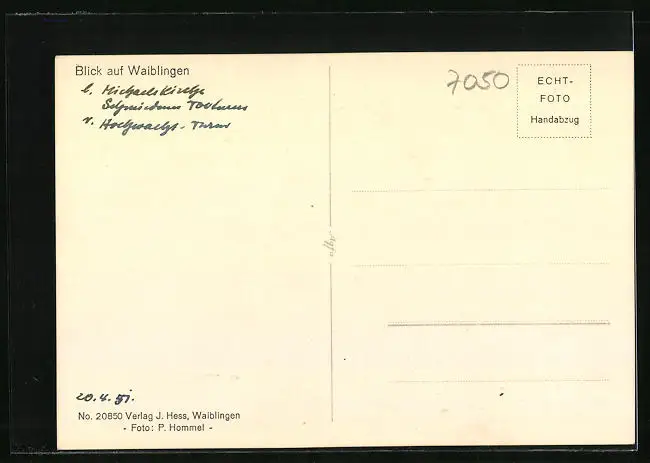 Blick auf Waiblingen
l. Michaelskirche
Schmidener Torturm
r. Hochwacht-Turm
7050
ECHT-
FOTO
Handabzug
20.4.51.
No. 20850 Verlag J. Hess, Waiblingen
- Foto: P. Hommel -